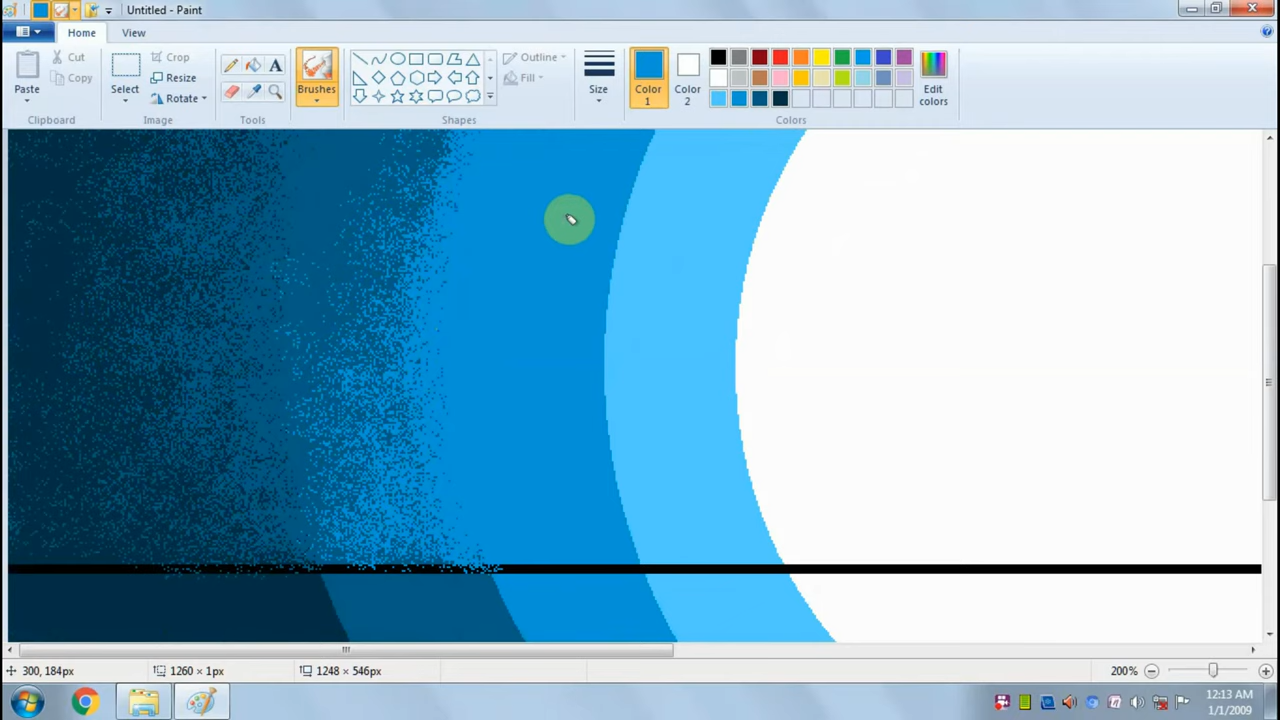 Untitled - Paint
Home View
Paste
Cut
Copy
Clipboard
Select
Crop
Resize
Rotate
Image
Tools
Brushes
Outline
Fill
Shapes
Size
Color 1
Color 2
Edit colors
Colors
300, 184px
1260 × 1px
1248 × 546px
200%
12:13 AM
1/1/2009